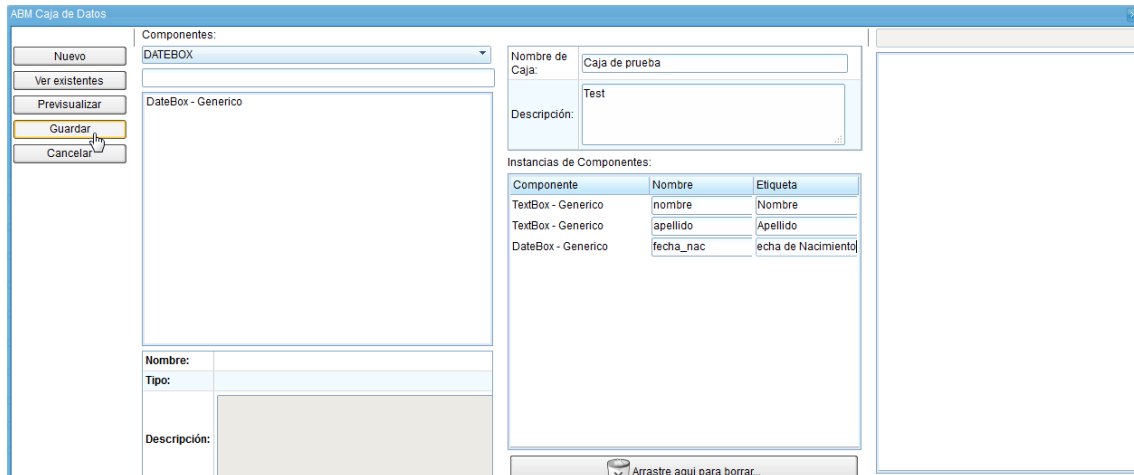 ABM Caja de Datos
Nuevo
Ver existentes
Previsualizar
Guardar
Cancelar
Componentes:
DATEBOX
DateBox - Generico
Nombre:
Tipo:
Descripción:
Nombre de
Caja:
Caja de prueba
Descripción:
Test
Instancias de Componentes:
Componente Nombre Etiqueta
TextBox - Generico nombre Nombre
TextBox - Generico apellido Apellido
DateBox - Generico fecha_nac echa de Nacimiento
Arrastre aqui para borrar...